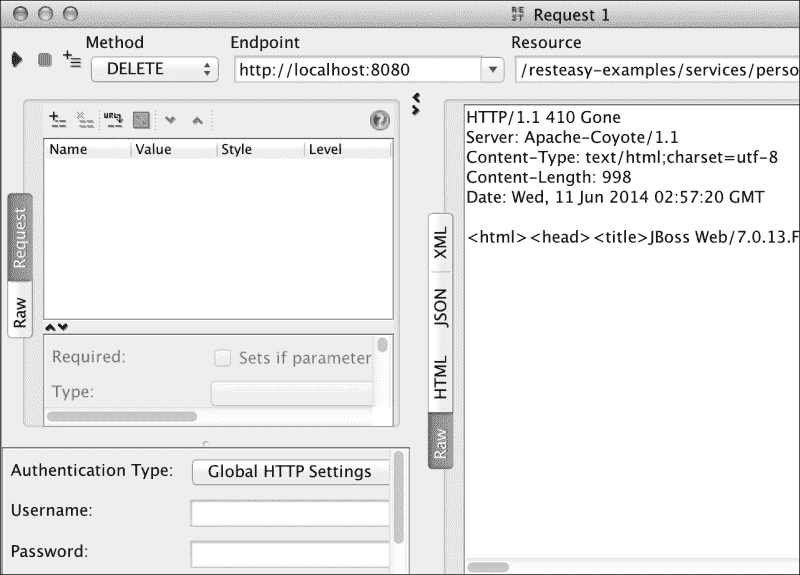 REST Request 1
Method Endpoint Resource
DELETE http://localhost:8080 /resteasy-examples/services/perso
Name Value Style Level
Request
Raw
Required: Sets if parameter
Type:
Authentication Type: Global HTTP Settings
Username:
Password:
XML
JSON
HTML
Raw
HTTP/1.1 410 Gone
Server: Apache-Coyote/1.1
Content-Type: text/html;charset=utf-8
Content-Length: 998
Date: Wed, 11 Jun 2014 02:57:20 GMT
<html><head><title>JBoss Web/7.0.13.F